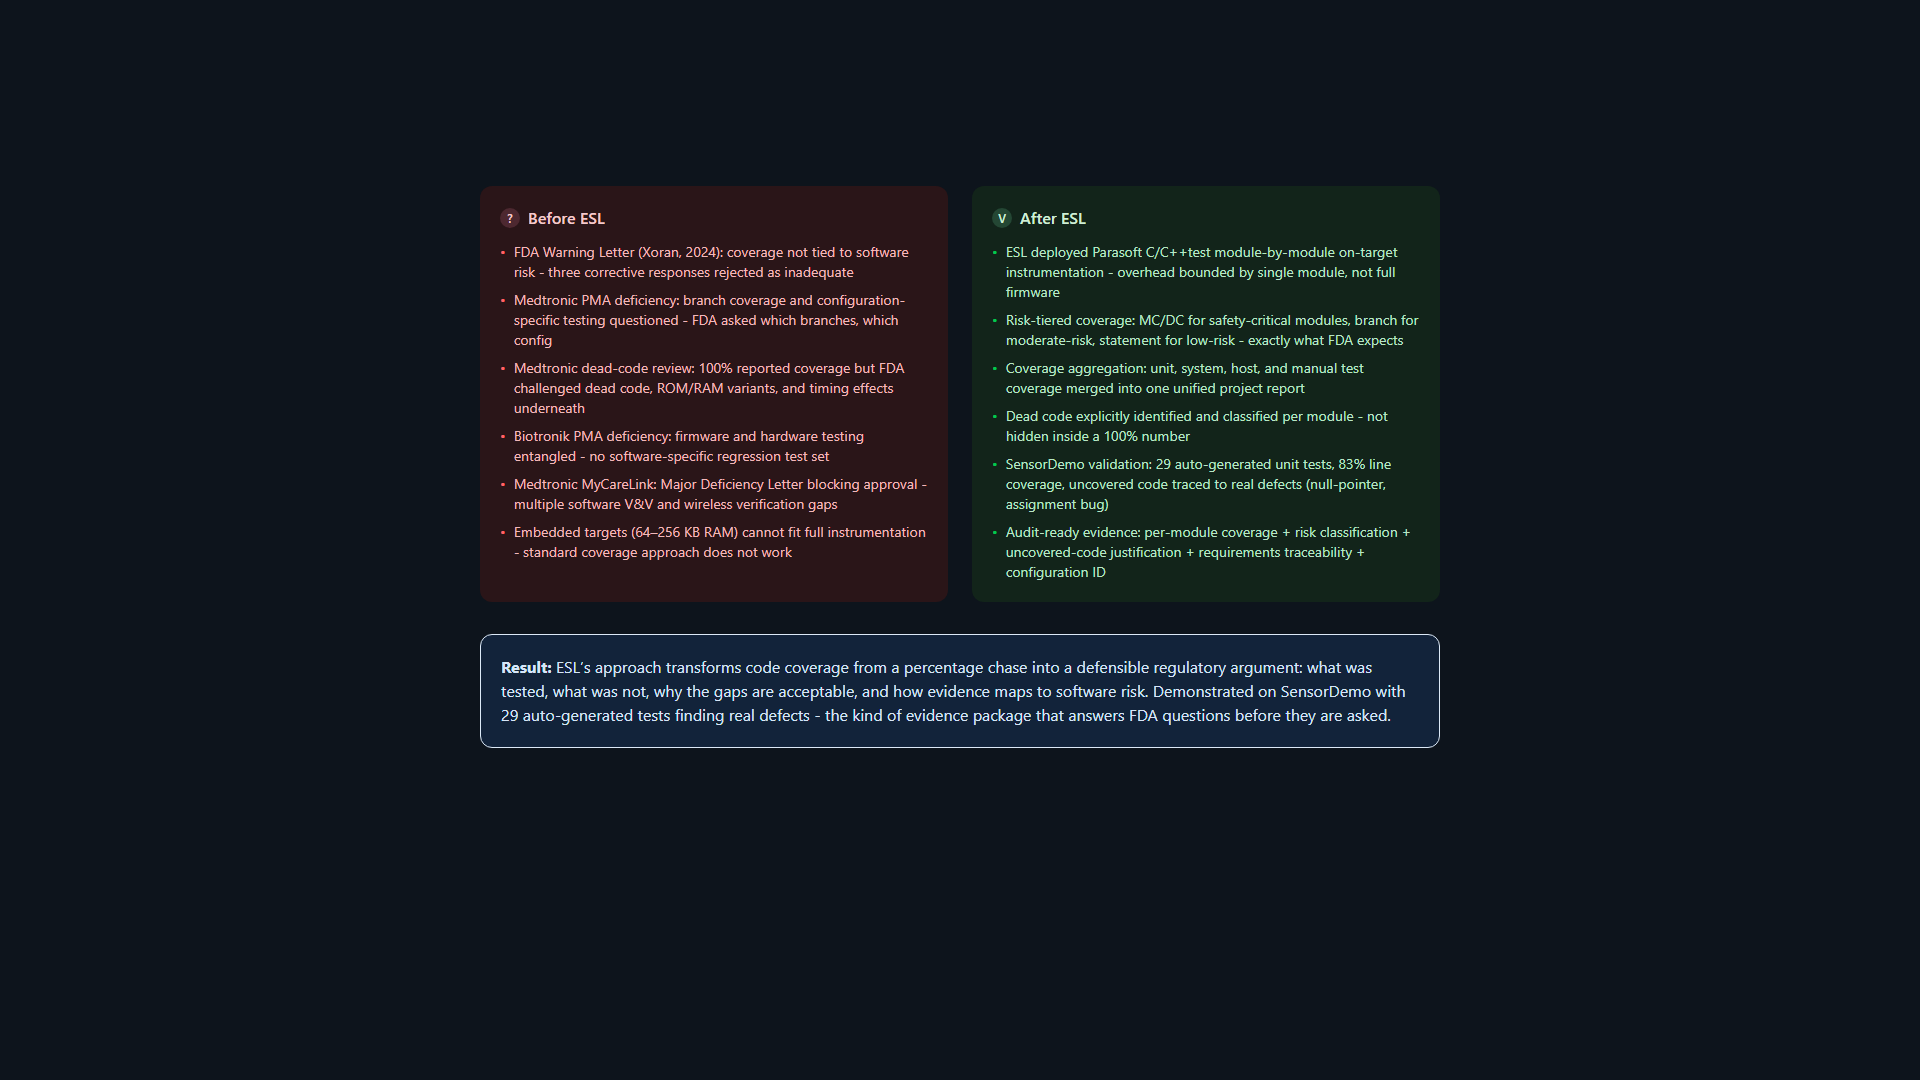 ? Before ESL
• FDA Warning Letter (Xoran, 2024): coverage not tied to software
risk - three corrective responses rejected as inadequate
• Medtronic PMA deficiency: branch coverage and configuration-
specific testing questioned - FDA asked which branches, which
config
• Medtronic dead-code review: 100% reported coverage but FDA
challenged dead code, ROM/RAM variants, and timing effects
underneath
• Biotronik PMA deficiency: firmware and hardware testing
entangled - no software-specific regression test set
• Medtronic MyCareLink: Major Deficiency Letter blocking approval -
multiple software V&V and wireless verification gaps
• Embedded targets (64–256 KB RAM) cannot fit full instrumentation
- standard coverage approach does not work
V After ESL
• ESL deployed Parasoft C/C++test module-by-module on-target
instrumentation - overhead bounded by single module, not full
firmware
• Risk-tiered coverage: MC/DC for safety-critical modules, branch for
moderate-risk, statement for low-risk - exactly what FDA expects
• Coverage aggregation: unit, system, host, and manual test
coverage merged into one unified project report
• Dead code explicitly identified and classified per module - not
hidden inside a 100% number
• SensorDemo validation: 29 auto-generated unit tests, 83% line
coverage, uncovered code traced to real defects (null-pointer,
assignment bug)
• Audit-ready evidence: per-module coverage + risk classification +
uncovered-code justification + requirements traceability +
configuration ID
Result: ESL's approach transforms code coverage from a percentage chase into a defensible regulatory argument: what was
tested, what was not, why the gaps are acceptable, and how evidence maps to software risk. Demonstrated on SensorDemo with
29 auto-generated tests finding real defects - the kind of evidence package that answers FDA questions before they are asked.